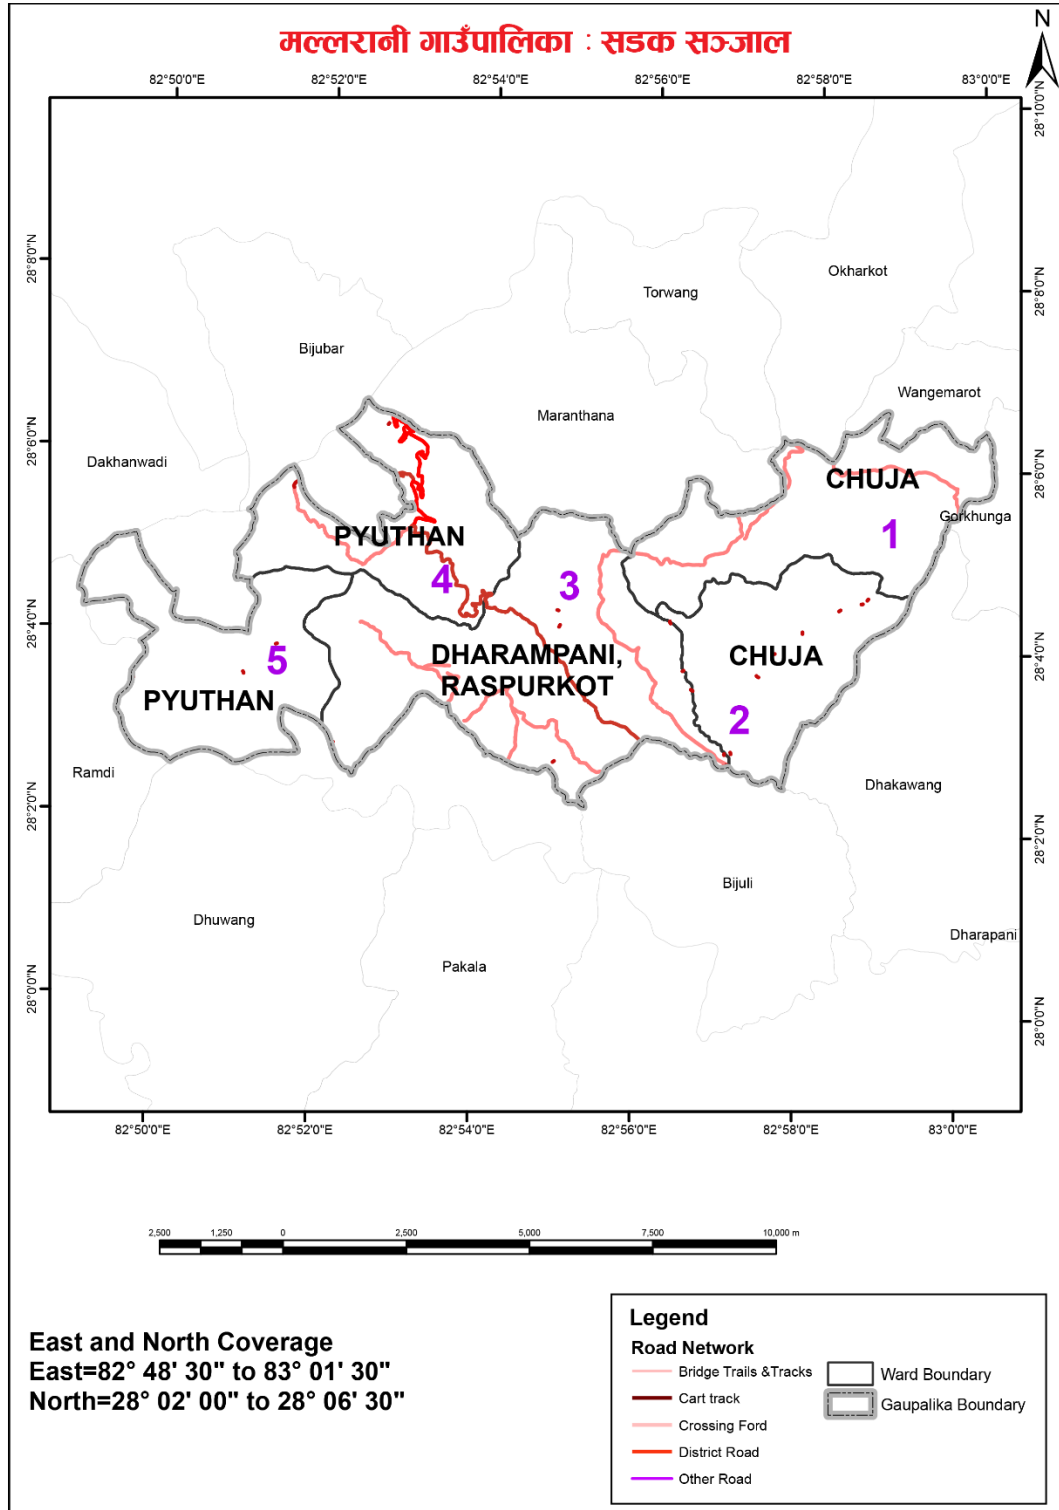 मल्लरानी गाउँपालिका : सडक सञ्जाल
N
82°50'0"E 82°52'0"E 82°54'0"E 82°56'0"E 82°58'0"E 83°0'0"E
28°10'0"N
28°8'0"N
28°8'0"N
Okharkot
Torwang
Bijubar
Wangemarot
Maranthana
28°6'0"N
28°6'0"N
Dakhanwadi
CHUJA
Gorkhunga
1
PYUTHAN
4
3
28°4'0"N
28°4'0"N
DHARAMPANI,
RASPURKOT
CHUJA
5
PYUTHAN
2
Ramdi
Dhakawang
28°2'0"N
28°2'0"N
Bijuli
Dhuwang
Dharapani
Pakala
28°0'0"N
28°0'0"N
82°50'0"E 82°52'0"E 82°54'0"E 82°56'0"E 82°58'0"E 83°0'0"E
2,500 1,250 0 2,500 5,000 7,500 10,000 m
East and North Coverage
East=82° 48' 30" to 83° 01' 30"
North=28° 02' 00" to 28° 06' 30"
Legend
Road Network
Bridge Trails &Tracks
Cart track
Crossing Ford
District Road
Other Road
Ward Boundary
Gaupalika Boundary